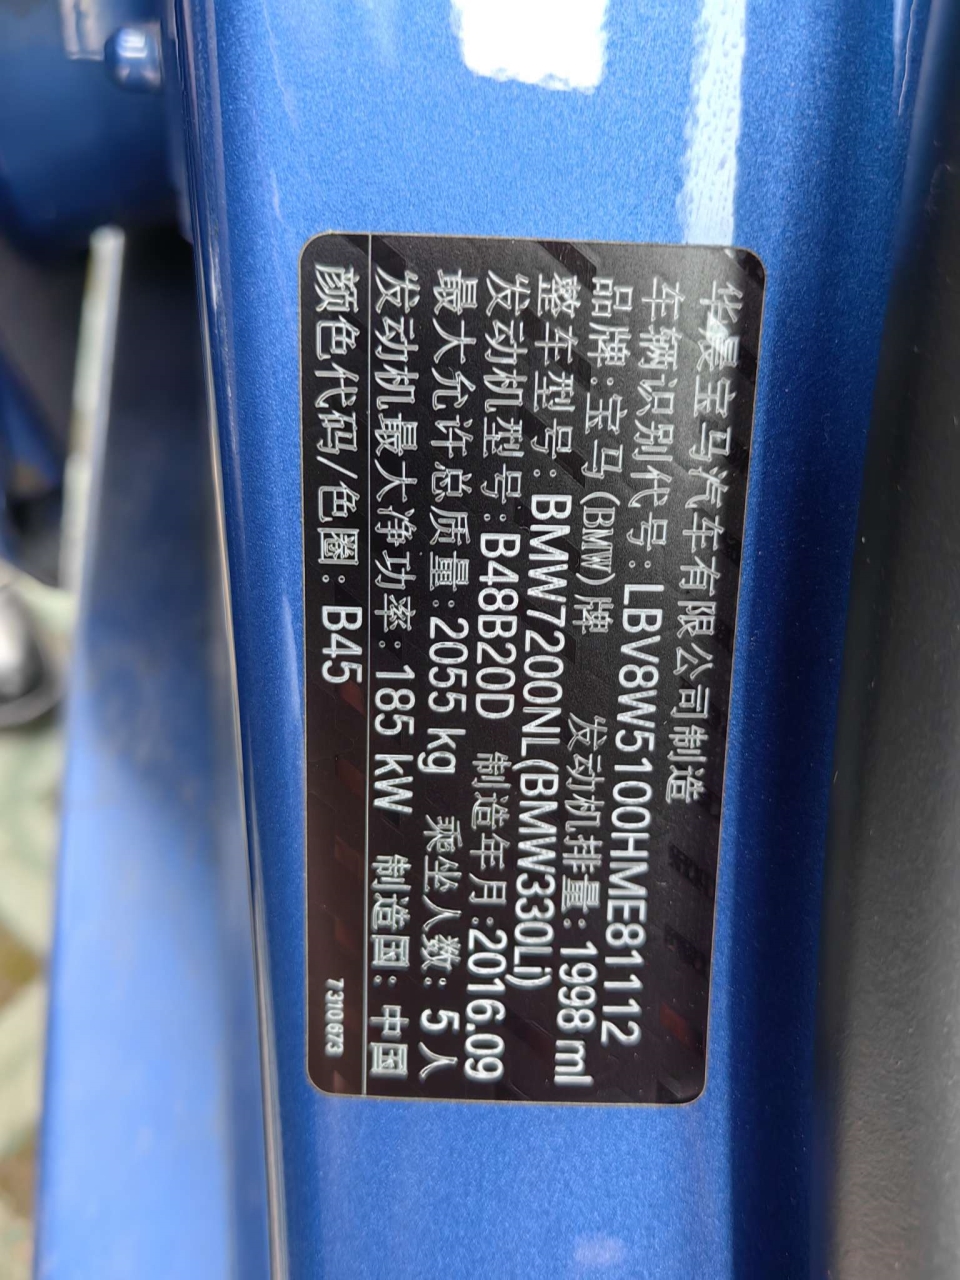 华晨宝马汽车有限公司制造
车辆识别代号：LBV8W5100HME81112
品牌：宝马(BMW)牌 发动机排量：1998 ml
整车型号：BMW7200NL(BMW330Li)
发动机型号：B48B20D 制造年月：2016.09
最大允许总质量：2055 kg 乘坐人数：5人
发动机最大净功率：185 kW 制造国：中国
颜色代码/色圈：B45 7 310 673